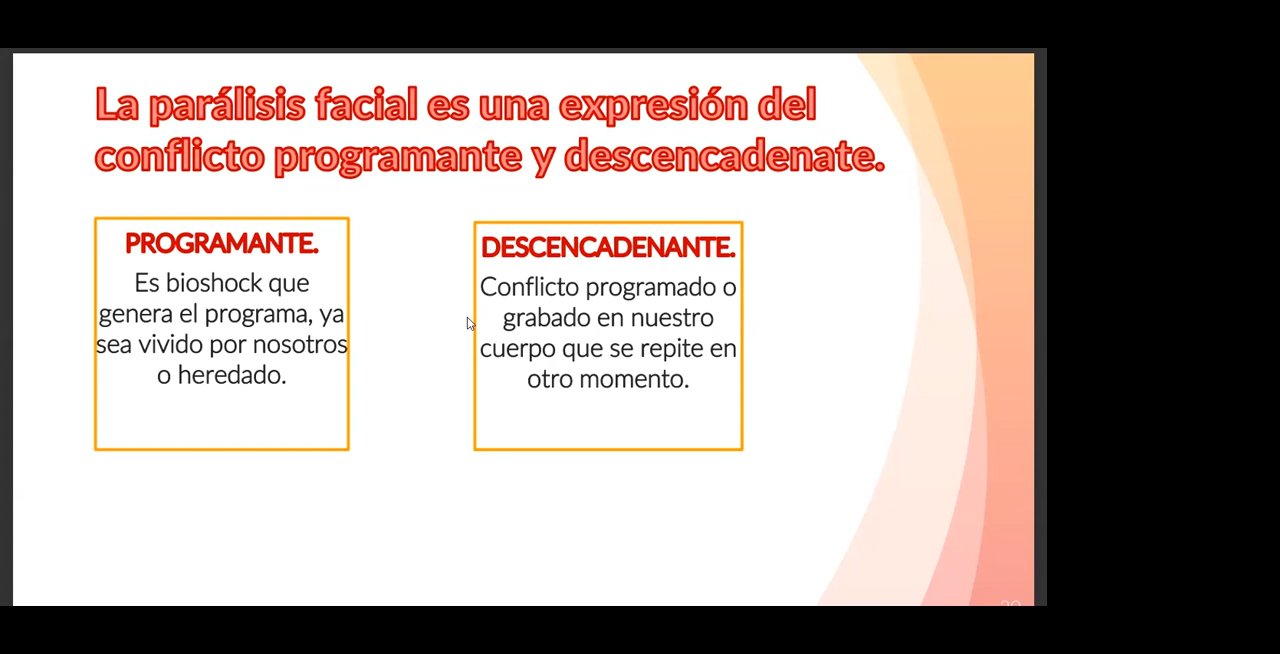 La parálisis facial es una expresión del
conflicto programante y descencadenate.
PROGRAMANTE.
Es bioshock que
genera el programa, ya
sea vivido por nosotros
o heredado.
DESCENCADENANTE.
Conflicto programado o
grabado en nuestro
cuerpo que se repite en
otro momento.